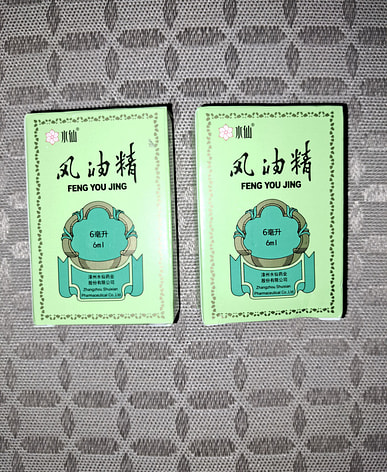 水仙
风油精
FENG YOU JING
6毫升
6ml
漳州水仙药业
股份有限公司
Zhangzhou Shuixian
Pharmaceutical Co.,Ltd.
水仙
风油精
FENG YOU JING
6毫升
6ml
漳州水仙药业
股份有限公司
Zhangzhou Shuixian
Pharmaceutical Co.,Ltd.